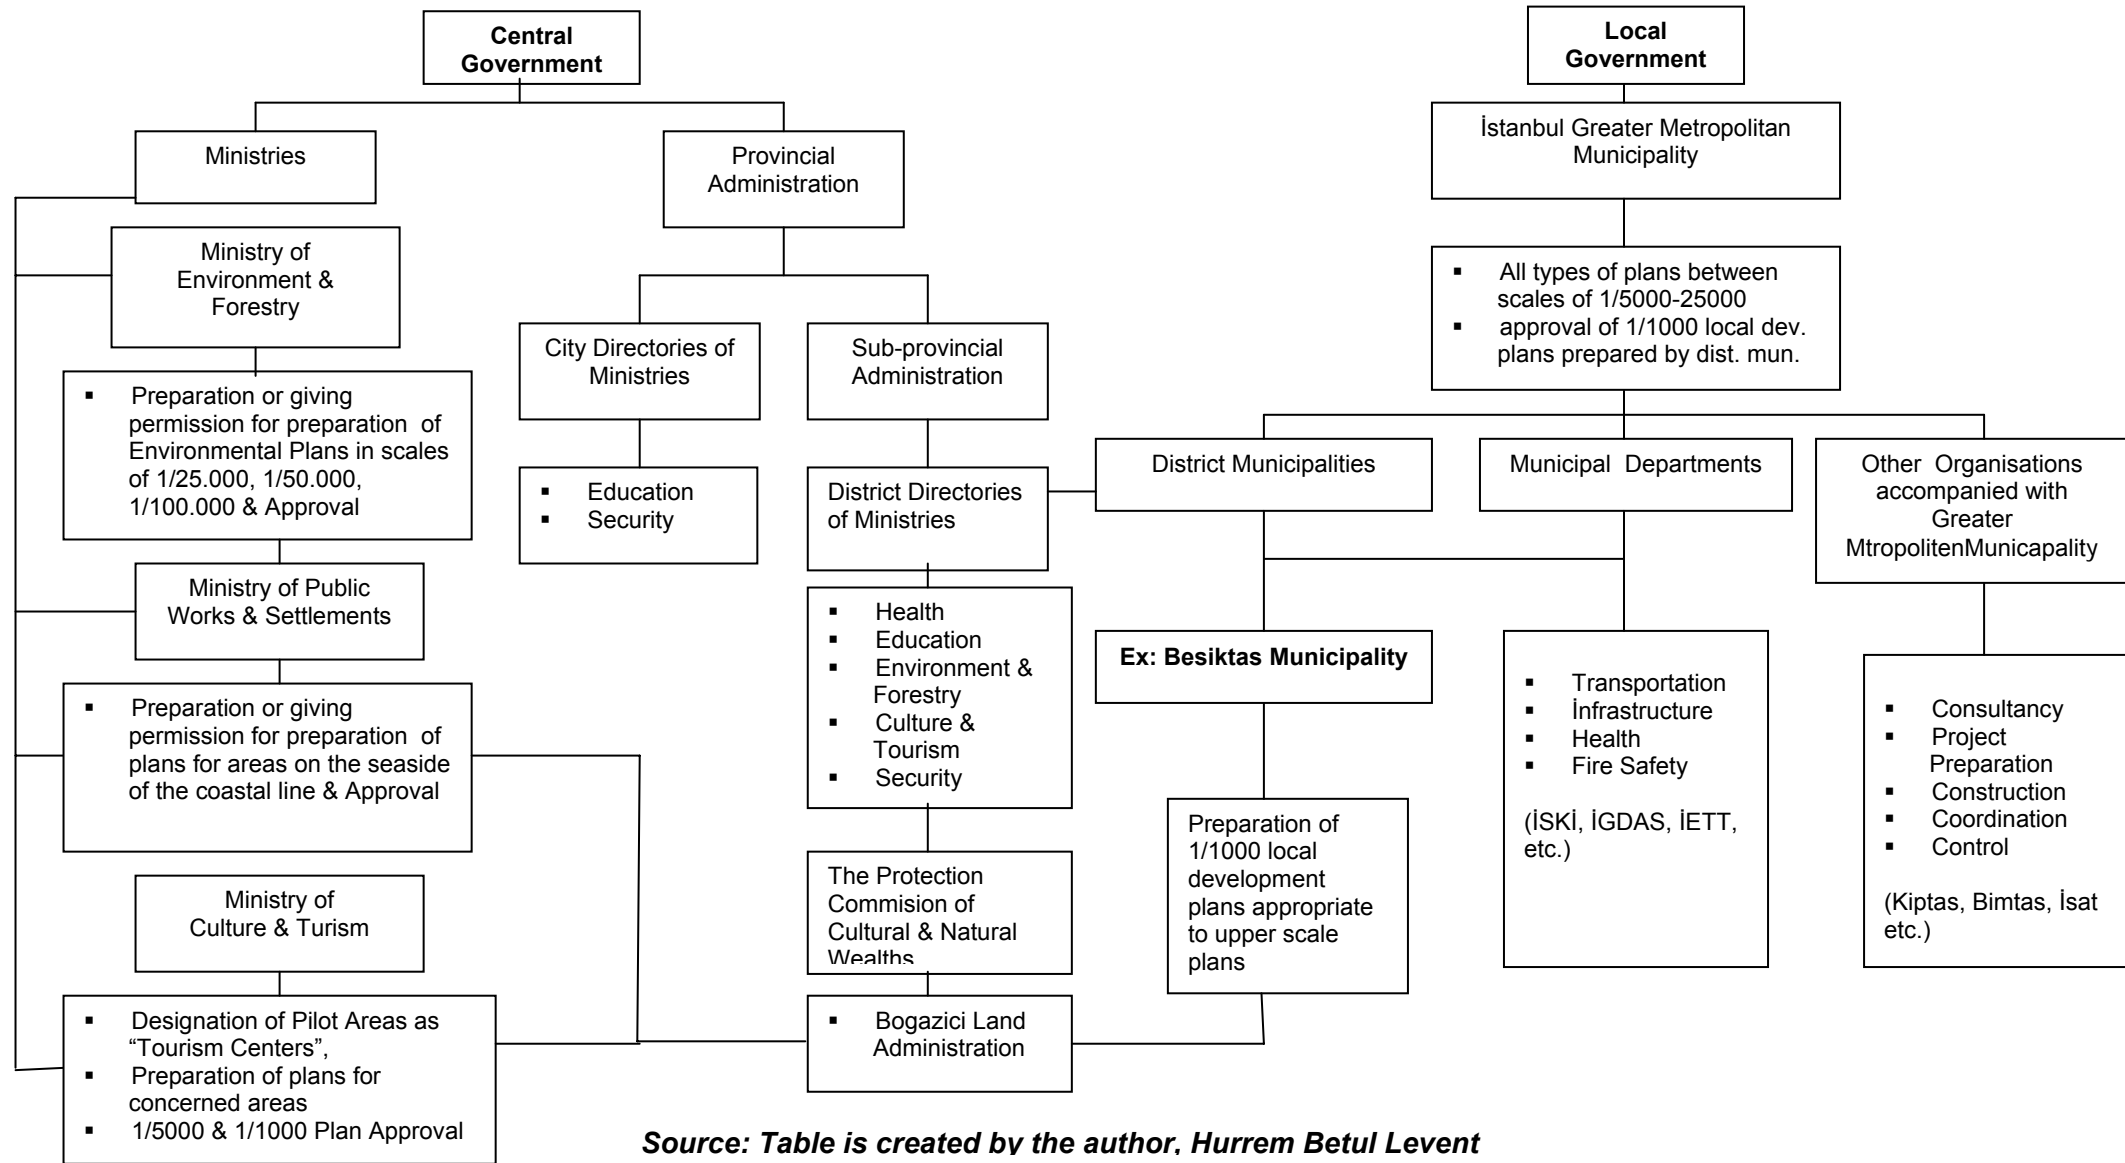 Central
Government
Local
Government
Ministries
Provincial
Administration
İstanbul Greater Metropolitan
Municipality
Ministry of
Environment &
Forestry
▪ All types of plans between
scales of 1/5000-25000
▪ approval of 1/1000 local dev.
plans prepared by dist. mun.
City Directories of
Ministries
Sub-provincial
Administration
▪ Preparation or giving
permission for preparation of
Environmental Plans in scales
of 1/25.000, 1/50.000,
1/100.000 & Approval
▪ Education
▪ Security
District Directories
of Ministries
District Municipalities
Municipal Departments
Other Organisations
accompanied with
Greater
MtropolitenMunicapality
Ministry of Public
Works & Settlements
▪ Health
▪ Education
▪ Environment &
Forestry
▪ Culture &
Tourism
▪ Security
Ex: Besiktas Municipality
▪ Transportation
▪ İnfrastructure
▪ Health
▪ Fire Safety
(İSKİ, İGDAS, İETT,
etc.)
▪ Consultancy
▪ Project
Preparation
▪ Construction
▪ Coordination
▪ Control
(Kiptas, Bimtas, İsat
etc.)
▪ Preparation or giving
permission for preparation of
plans for areas on the seaside
of the coastal line & Approval
Preparation of
1/1000 local
development
plans appropriate
to upper scale
plans
Ministry of
Culture & Turism
The Protection
Commision of
Cultural & Natural
Wealths
▪ Designation of Pilot Areas as
“Tourism Centers”,
▪ Preparation of plans for
concerned areas
▪ 1/5000 & 1/1000 Plan Approval
▪ Bogazici Land
Administration
Source: Table is created by the author, Hurrem Betul Levent